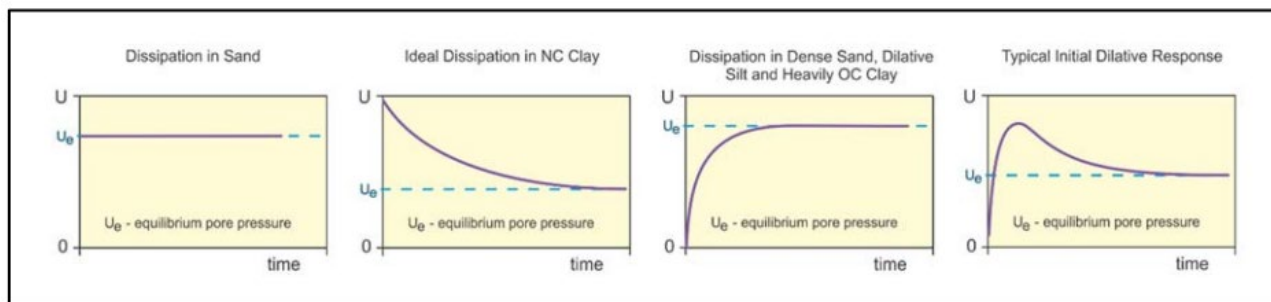 Dissipation in Sand
U
Ue
Ue - equilibrium pore pressure
0
time
Ideal Dissipation in NC Clay
U
Ue
Ue - equilibrium pore pressure
0
time
Dissipation in Dense Sand, Dilative
Silt and Heavily OC Clay
U
Ue
Ue - equilibrium pore pressure
0
time
Typical Initial Dilative Response
U
Ue
Ue - equilibrium pore pressure
0
time